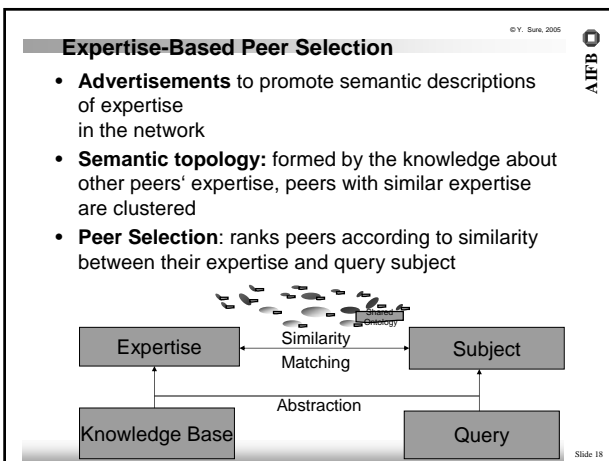 © Y. Sure, 2005
AIFB
Expertise-Based Peer Selection
• Advertisements to promote semantic descriptions
of expertise
in the network
• Semantic topology: formed by the knowledge about
other peers‘ expertise, peers with similar expertise
are clustered
• Peer Selection: ranks peers according to similarity
between their expertise and query subject
Shared
Ontology
Expertise
Similarity
Matching
Subject
Abstraction
Knowledge Base
Query
Slide 18